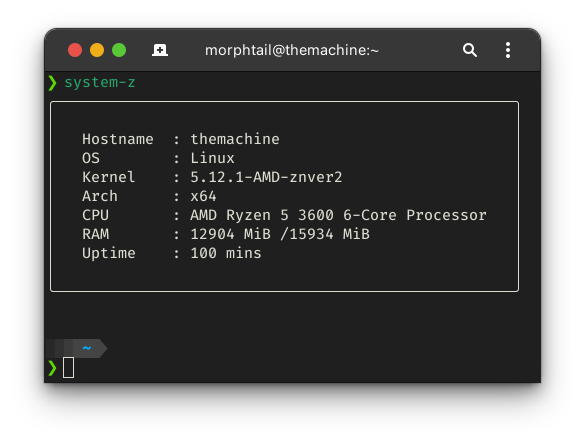 morphtail@themachine:~
❯ system-z
Hostname  : themachine
OS        : Linux
Kernel    : 5.12.1-AMD-znver2
Arch      : x64
CPU       : AMD Ryzen 5 3600 6-Core Processor
RAM       : 12904 MiB /15934 MiB
Uptime    : 100 mins
~
❯